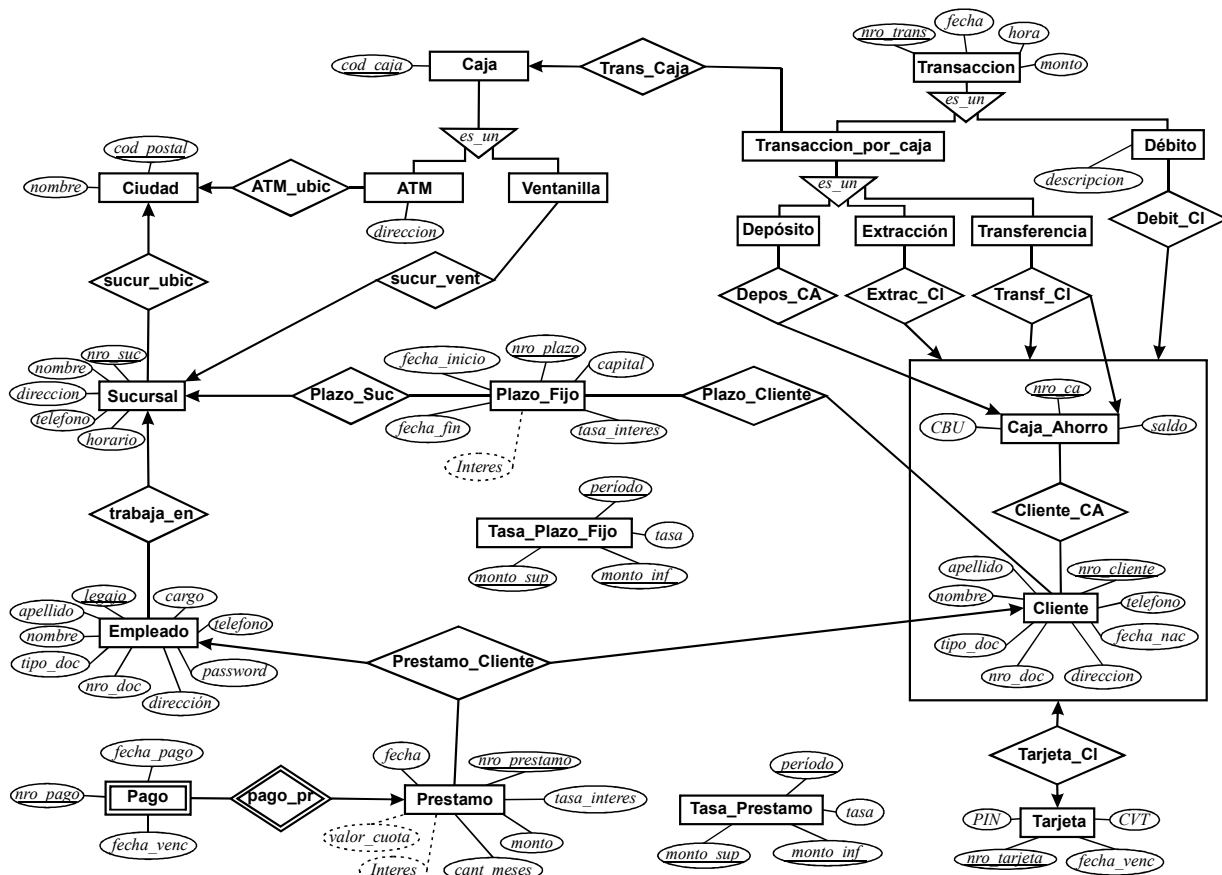 fecha
nro_trans
hora
cod_caja
Caja
Trans_Caja
Transaccion
monto
es_un
es_un
cod_postal
Transaccion_por_caja
Débito
nombre
Ciudad
ATM_ubic
ATM
Ventanilla
es_un
descripcion
direccion
Depósito
Extracción
Transferencia
Debit_Cl
sucur_ubic
sucur_vent
Depos_CA
Extrac_Cl
Transf_Cl
nro_suc
nombre
fecha_inicio
nro_plazo
capital
direccion
Sucursal
Plazo_Suc
Plazo_Fijo
Plazo_Cliente
nro_ca
telefono
horario
fecha_fin
tasa_interes
CBU
Caja_Ahorro
saldo
Interes
período
trabaja_en
Tasa_Plazo_Fijo
tasa
Cliente_CA
monto_sup
monto_inf
apellido
nro_cliente
legajo
cargo
nombre
Cliente
telefono
apellido
telefono
nombre
Empleado
tipo_doc
fecha_nac
tipo_doc
password
Prestamo_Cliente
nro_doc
direccion
nro_doc
dirección
fecha_pago
fecha
nro_prestamo
período
Tarjeta_Cl
nro_pago
Pago
pago_pr
Prestamo
tasa_interes
Tasa_Prestamo
tasa
PIN
Tarjeta
CVT
fecha_venc
valor_cuota
monto
monto_sup
monto_inf
nro_tarjeta
fecha_venc
Interes
cant_meses